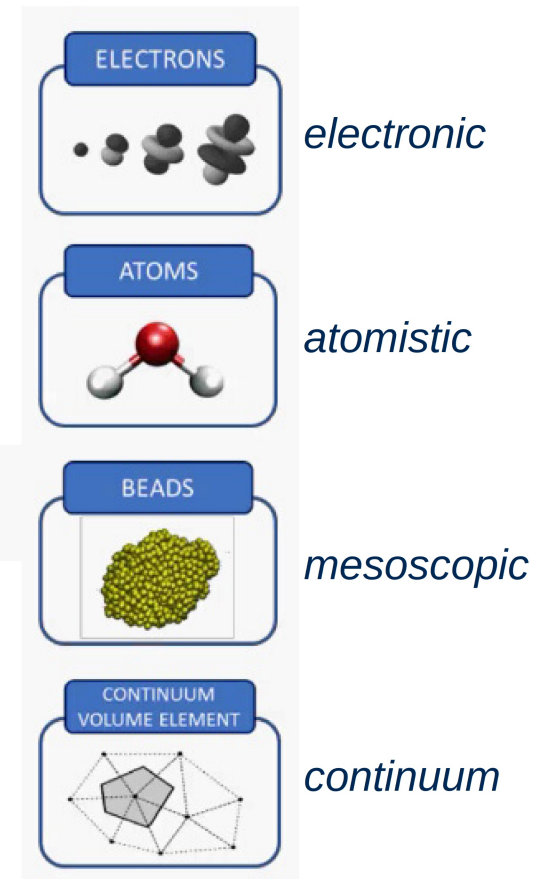 ELECTRONS
electronic
ATOMS
atomistic
BEADS
mesoscopic
CONTINUUM
VOLUME ELEMENT
continuum